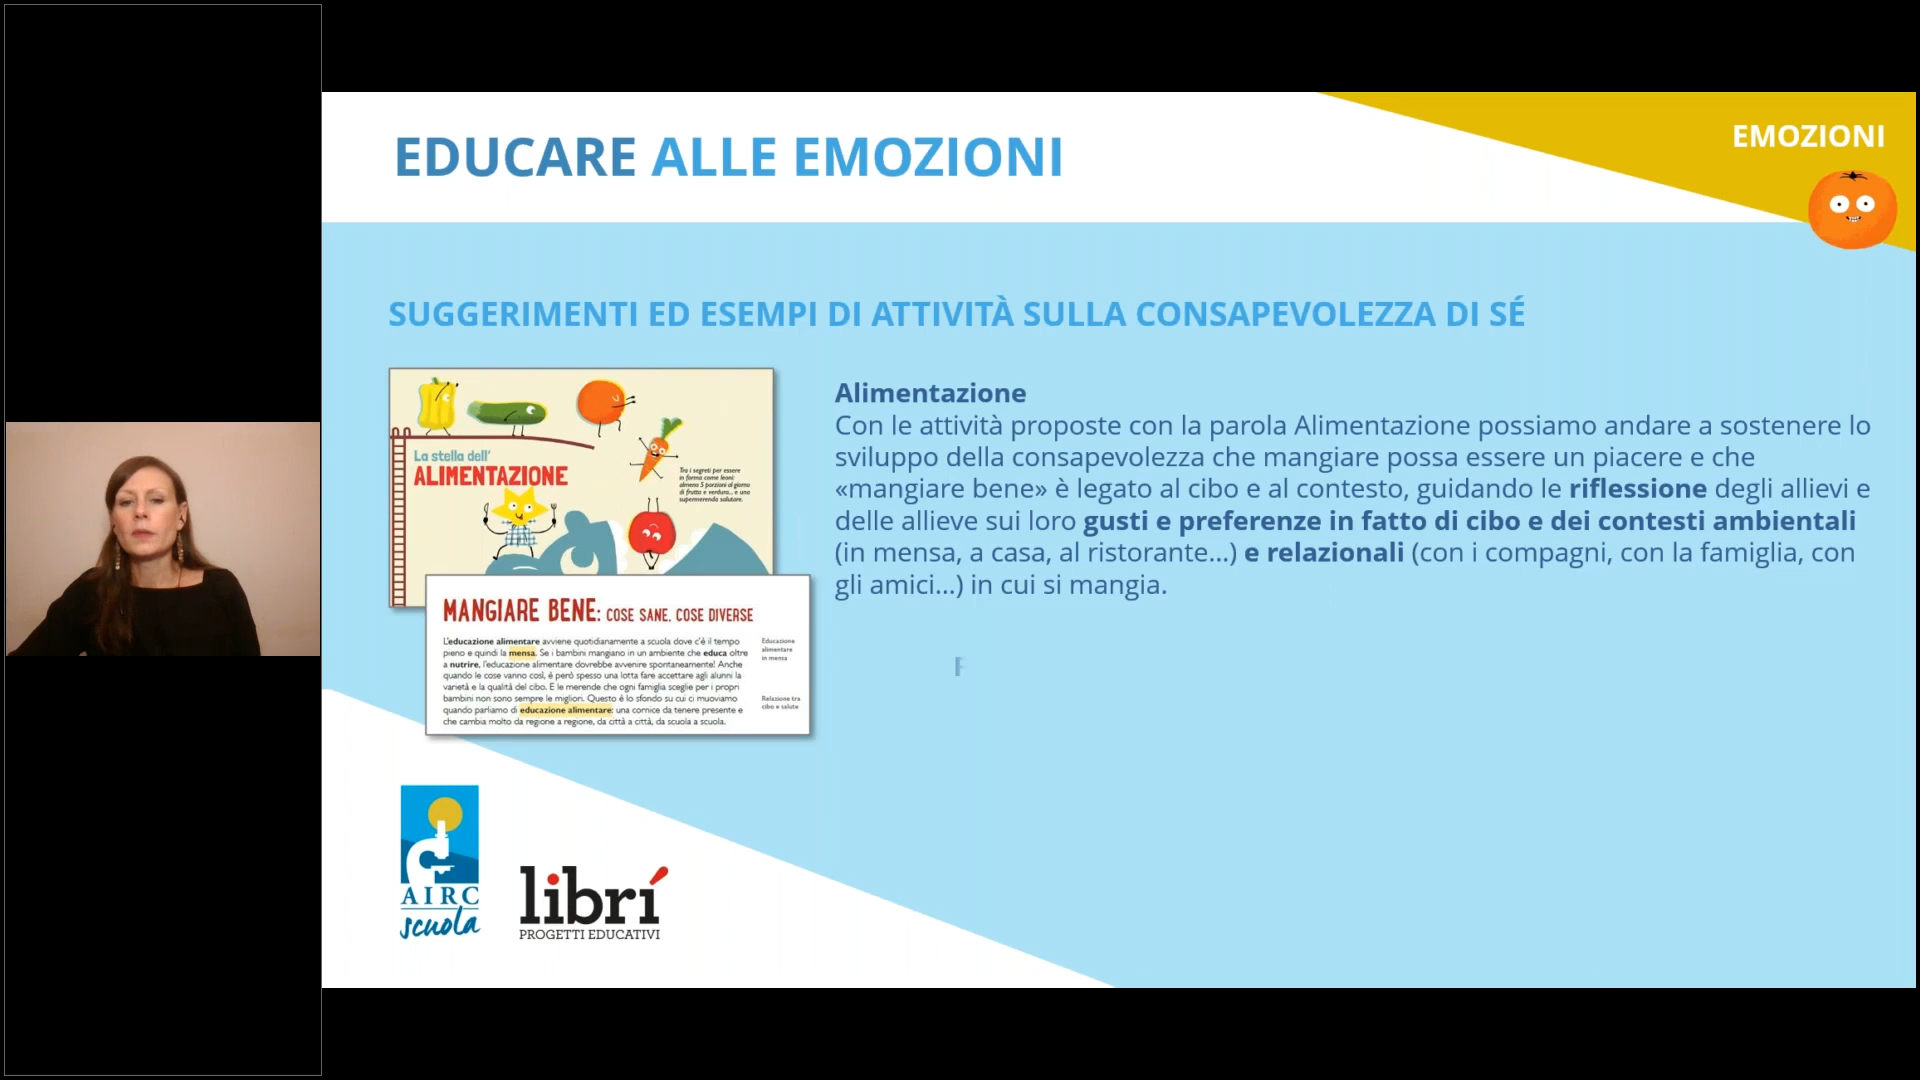 EDUCARE ALLE EMOZIONI
EMOZIONI
SUGGERIMENTI ED ESEMPI DI ATTIVITÀ SULLA CONSAPEVOLEZZA DI SÉ
La stella dell'
ALIMENTAZIONE
Tra i segreti per essere
in forma come leoni:
almeno 5 porzioni al giorno
di frutta e verdura... e una
supermerenda salutare.
MANGIARE BENE: COSE SANE, COSE DIVERSE
L'educazione alimentare avviene quotidianamente a scuola dove c'è il tempo
pieno e quindi la mensa. Se i bambini mangiano in un ambiente che educa oltre
a nutrire, l'educazione alimentare dovrebbe avvenire spontaneamente! Anche
quando le cose vanno così, è però spesso una lotta fare accettare agli alunni la
varietà e la qualità del cibo. E le merende che ogni famiglia sceglie per i propri
bambini non sono sempre le migliori. Questo è lo sfondo su cui ci muoviamo
quando parliamo di educazione alimentare: una cornice da tenere presente e
che cambia molto da regione a regione, da città a città, da scuola a scuola.
Educazione
alimentare
in mensa
Relazione tra
cibo e salute
Alimentazione
Con le attività proposte con la parola Alimentazione possiamo andare a sostenere lo
sviluppo della consapevolezza che mangiare possa essere un piacere e che
«mangiare bene» è legato al cibo e al contesto, guidando le riflessione degli allievi e
delle allieve sui loro gusti e preferenze in fatto di cibo e dei contesti ambientali
(in mensa, a casa, al ristorante...) e relazionali (con i compagni, con la famiglia, con
gli amici...) in cui si mangia.
AIRC
scuola
librí
PROGETTI EDUCATIVI